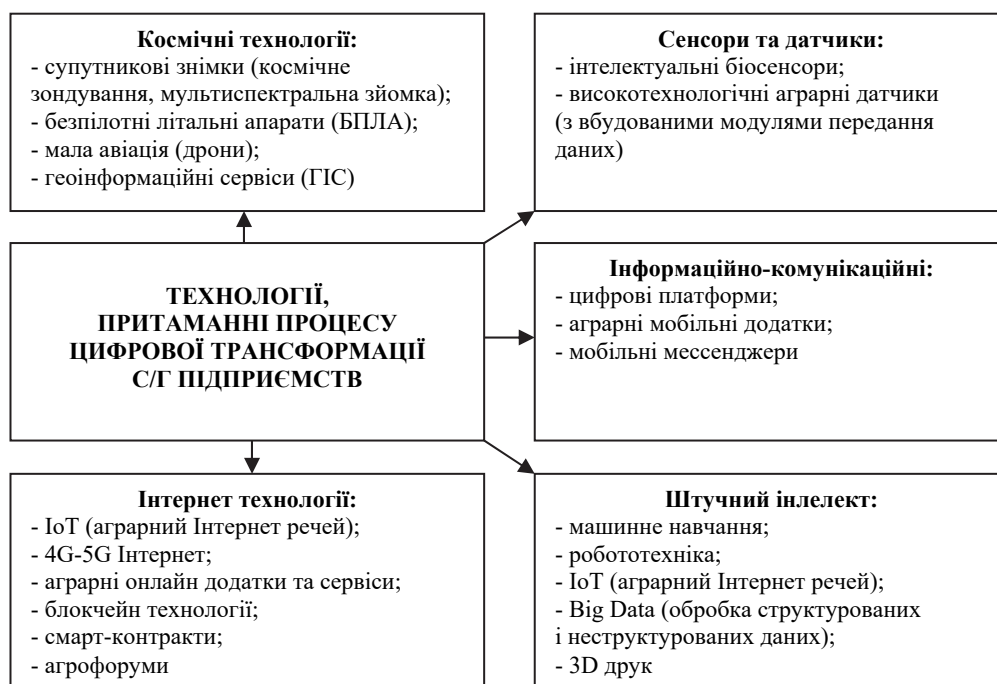 Космічні технології:
- супутникові знімки (космічне
зондування, мультиспектральна зйомка);
- безпілотні літальні апарати (БПЛА);
- мала авіація (дрони);
- геоінформаційні сервіси (ГІС)
Сенсори та датчики:
- інтелектуальні біосенсори;
- високотехнологічні аграрні датчики
(з вбудованими модулями передання
даних)
ТЕХНОЛОГІЇ,
ПРИТАМАННІ ПРОЦЕСУ
ЦИФРОВОЇ ТРАНСФОРМАЦІЇ
С/Г ПІДПРИЄМСТВ
Інформаційно-комунікаційні:
- цифрові платформи;
- аграрні мобільні додатки;
- мобільні мессенджери
Інтернет технології:
- ІоТ (аграрний Інтернет речей);
- 4G-5G Інтернет;
- аграрні онлайн додатки та сервіси;
- блокчейн технології;
- смарт-контракти;
- агрофоруми
Штучний інлелект:
- машинне навчання;
- робототехніка;
- ІоТ (аграрний Інтернет речей);
- Big Data (обробка структурованих
і неструктурованих даних);
- 3D друк